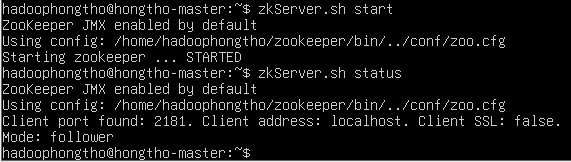 hadoophongtho@hongtho-master:~$ zkServer.sh start
ZooKeeper JMX enabled by default
Using config: /home/hadoophongtho/zookeeper/bin/../conf/zoo.cfg
Starting zookeeper ... STARTED
hadoophongtho@hongtho-master:~$ zkServer.sh status
ZooKeeper JMX enabled by default
Using config: /home/hadoophongtho/zookeeper/bin/../conf/zoo.cfg
Client port found: 2181. Client address: localhost. Client SSL: false.
Mode: follower
hadoophongtho@hongtho-master:~$